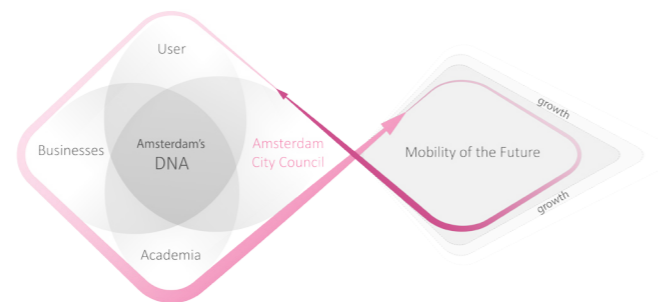 User
Businesses
Amsterdam's
DNA
Amsterdam
City Council
Academia
growth
Mobility of the Future
growth